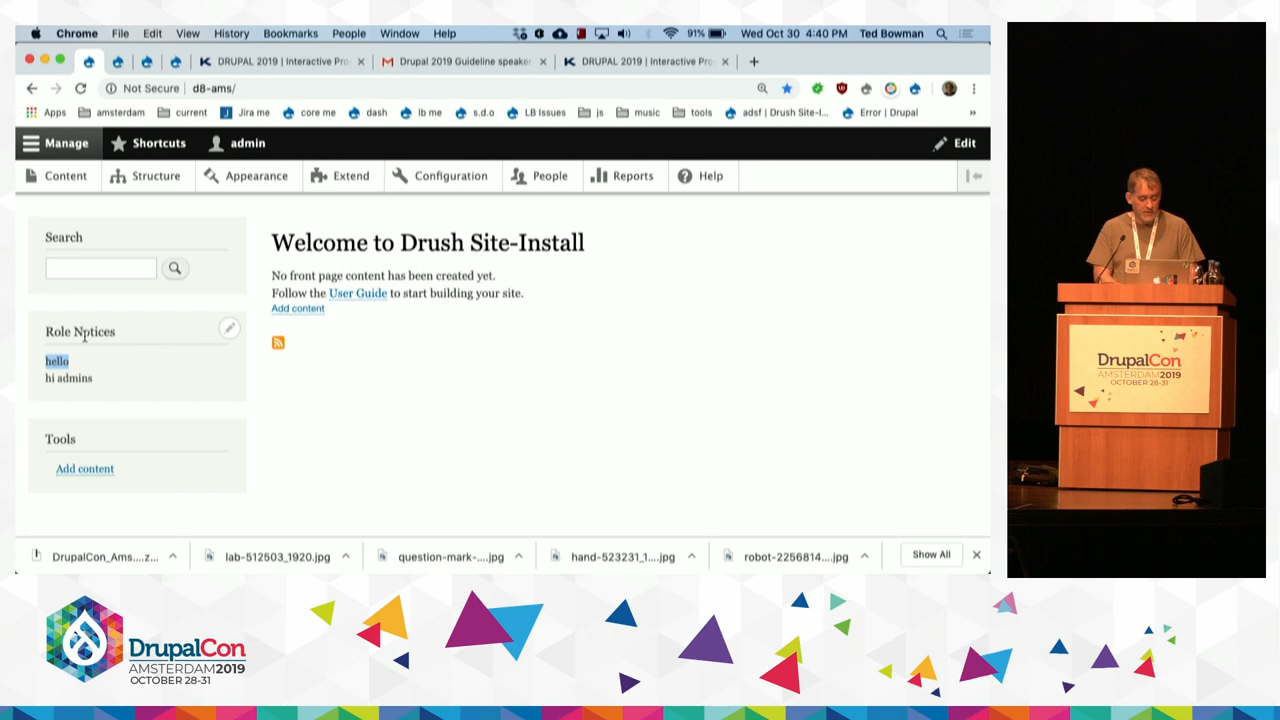 Chrome File Edit View History Bookmarks People Window Help 91% Wed Oct 30 4:40 PM Ted Bowman
DRUPAL 2019 | Interactive Pro
Drupal 2019 Guideline speaker
DRUPAL 2019 | Interactive Pro
Not Secure | d8-ams/
Apps amsterdam current Jira me core me dash lb me s.d.o LB Issues js music tools adsf | Drush Site-I... Error | Drupal »
Manage Shortcuts admin Edit
Content Structure Appearance Extend Configuration People Reports Help
Search
Welcome to Drush Site-Install
No front page content has been created yet.
Follow the User Guide to start building your site.
Add content
Role Notices
hello
hi admins
Tools
Add content
DrupalCon_Ams....z... lab-512503_1920.jpg question-mark-....jpg hand-523231_1....jpg robot-2256814....jpg Show All
DrupalCon
AMSTERDAM2019
OCTOBER 28-31
DrupalCon
AMSTERDAM2019
OCTOBER 28-31